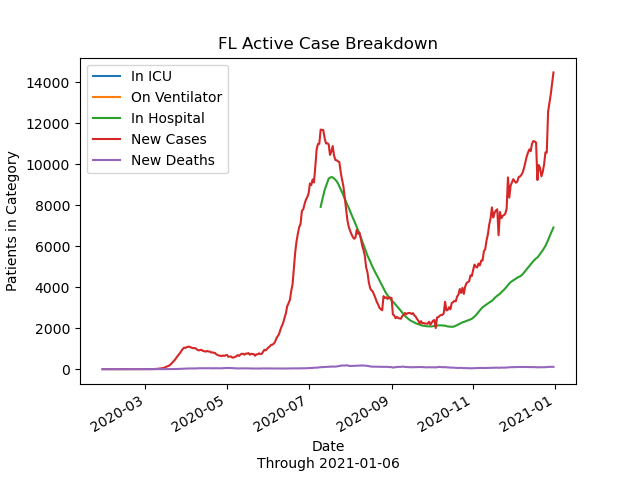 FL Active Case Breakdown
In ICU
On Ventilator
In Hospital
New Cases
New Deaths
Patients in Category
14000
12000
10000
8000
6000
4000
2000
0
2020-03
2020-05
2020-07
2020-09
2020-11
2021-01
Date
Through 2021-01-06